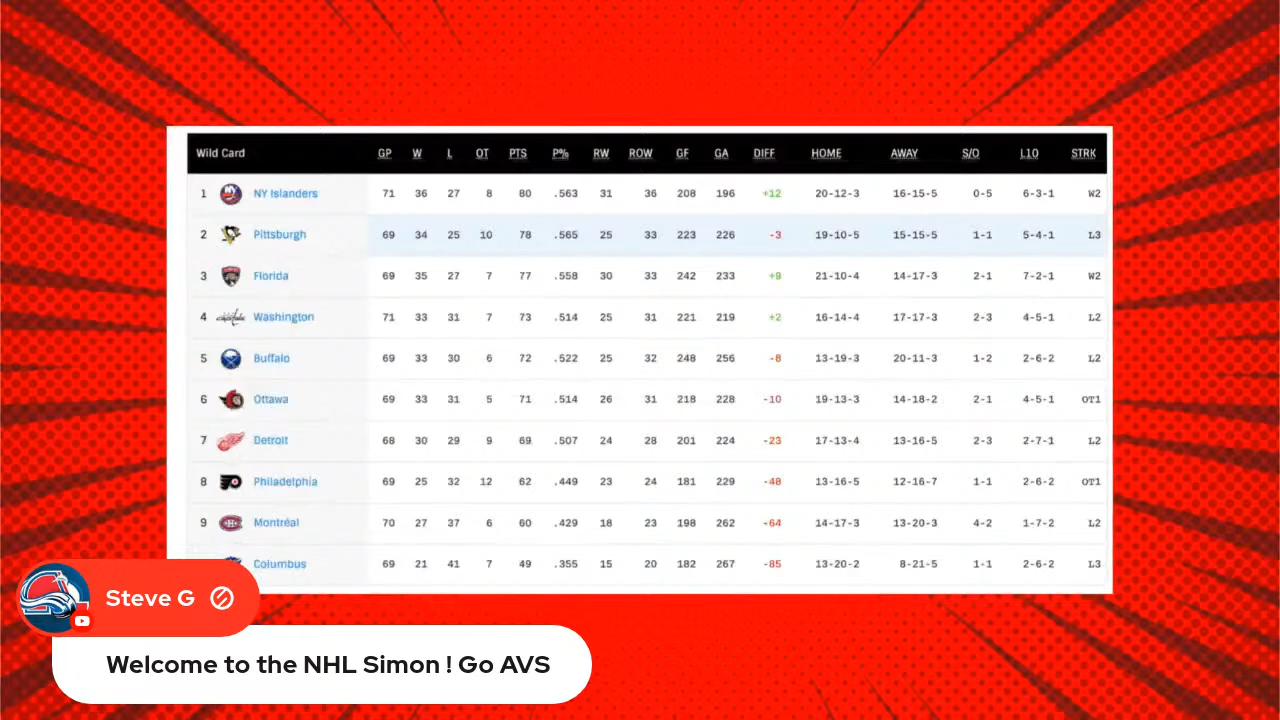 Wild Card GP W L OT PTS P% RW ROW GF GA DIFF HOME AWAY S/O L10 STRK
1 NY Islanders 71 36 27 8 80 .563 31 36 208 196 +12 20-12-3 16-15-5 0-5 6-3-1 W2
2 Pittsburgh 69 34 25 10 78 .565 25 33 223 226 -3 19-10-5 15-15-5 1-1 5-4-1 L3
3 Florida 69 35 27 7 77 .558 30 33 242 233 +9 21-10-4 14-17-3 2-1 7-2-1 W2
4 Washington 71 33 31 7 73 .514 25 31 221 219 +2 16-14-4 17-17-3 2-3 4-5-1 L2
5 Buffalo 69 33 30 6 72 .522 25 32 248 256 -8 13-19-3 20-11-3 1-2 2-6-2 L2
6 Ottawa 69 33 31 5 71 .514 26 31 218 228 -10 19-13-3 14-18-2 2-1 4-5-1 OT1
7 Detroit 68 30 29 9 69 .507 24 28 201 224 -23 17-13-4 13-16-5 2-3 2-7-1 L2
8 Philadelphia 69 25 32 12 62 .449 23 24 181 229 -48 13-16-5 12-16-7 1-1 2-6-2 OT1
9 Montréal 70 27 37 6 60 .429 18 23 198 262 -64 14-17-3 13-20-3 4-2 1-7-2 L2
Columbus 69 21 41 7 49 .355 15 20 182 267 -85 13-20-2 8-21-5 1-1 2-6-2 L3
Steve G
Welcome to the NHL Simon ! Go AVS